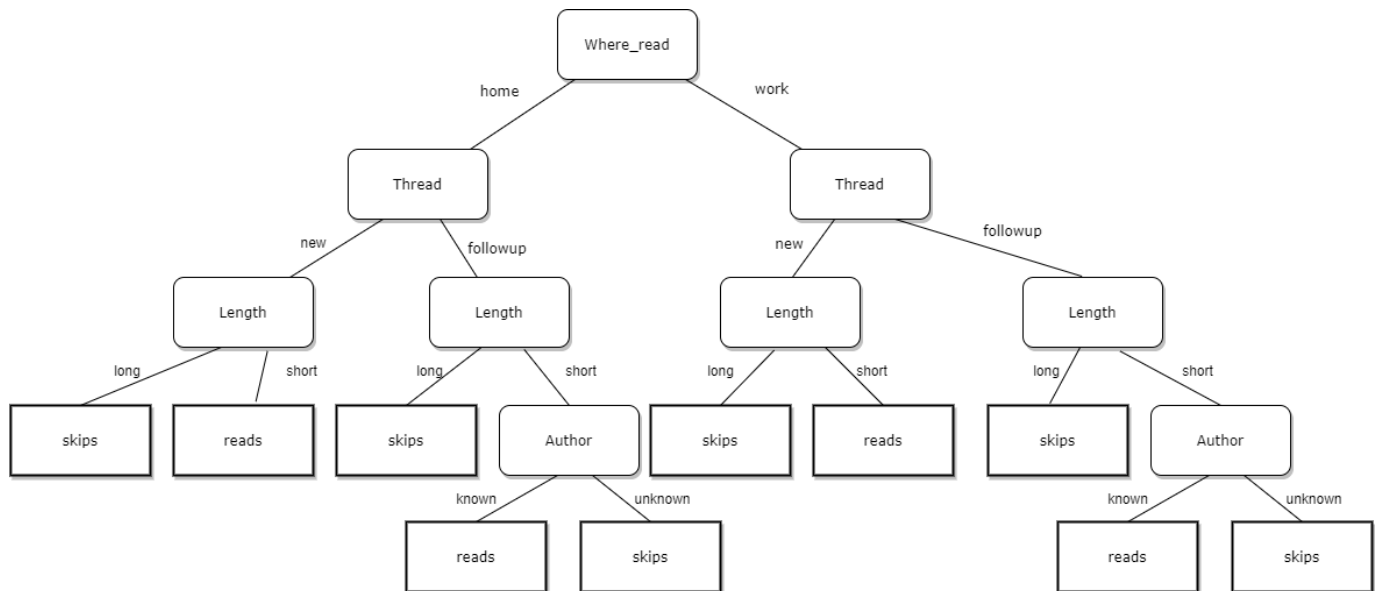 Where_read
home
work
Thread
Thread
new
followup
new
followup
Length
Length
Length
Length
long
short
long
short
long
short
long
short
skips
reads
skips
Author
skips
reads
skips
Author
known
unknown
known
unknown
reads
skips
reads
skips